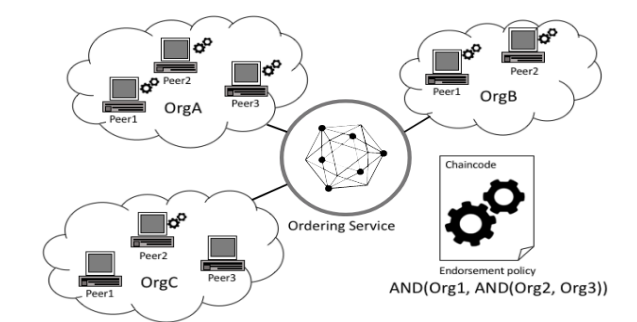 Peer2
Peer1
Peer3
OrgA
Peer2
Peer1
OrgB
Ordering Service
Chaincode
Endorsement policy
AND(Org1, AND(Org2, Org3))
Peer2
Peer1
Peer3
OrgC